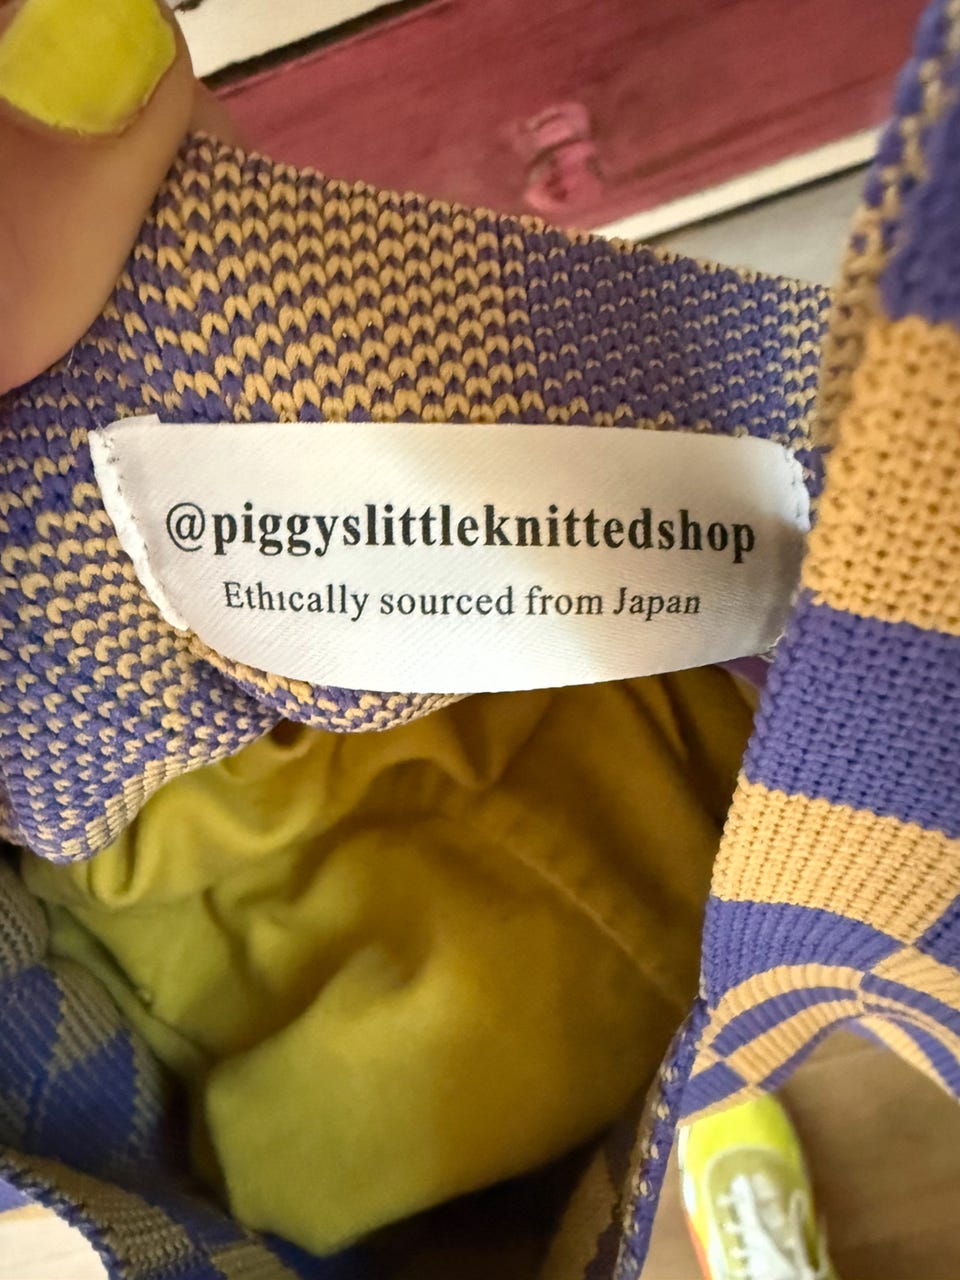 @piggyslittleknittedshop
Ethically sourced from Japan